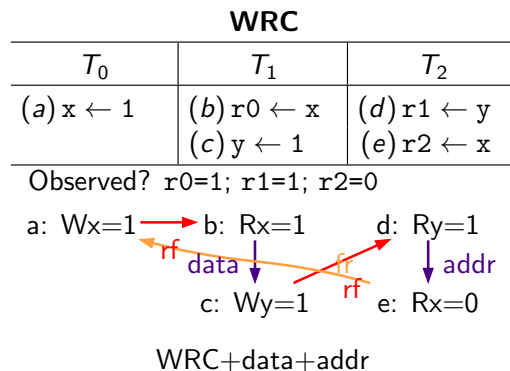 WRC
T0 T1 T2
(a) x ← 1 (b) r0 ← x (d) r1 ← y
(c) y ← 1 (e) r2 ← x
Observed? r0=1; r1=1; r2=0
a: Wx=1 b: Rx=1 d: Ry=1
rf data fr rf addr
c: Wy=1 e: Rx=0
WRC+data+addr